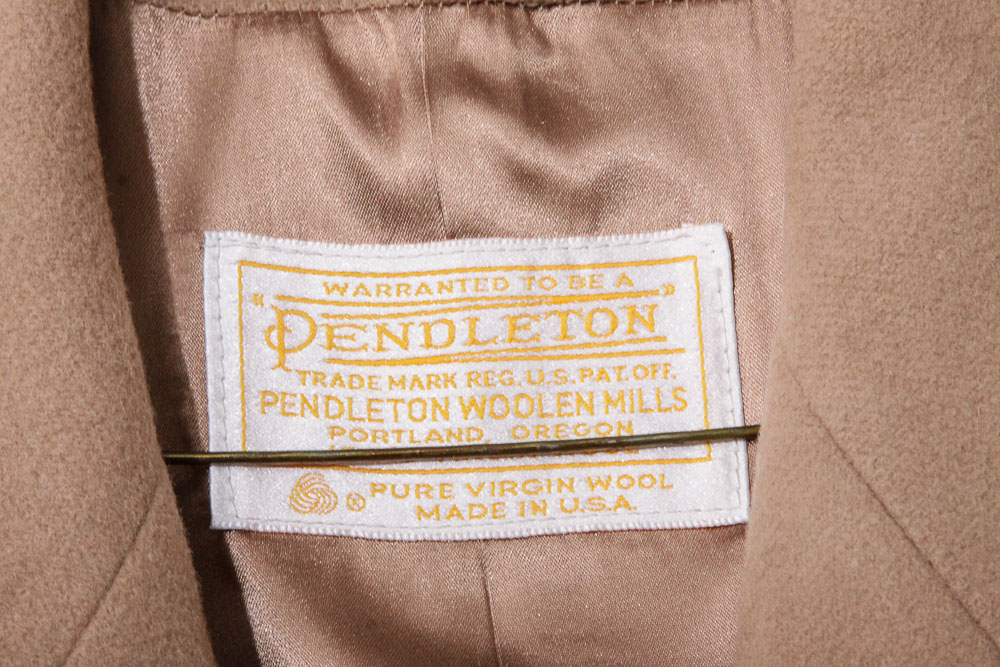 WARRANTED TO BE A
"PENDLETON"
TRADE MARK REG. U.S. PAT. OFF.
PENDLETON WOOLEN MILLS
PORTLAND, OREGON
® PURE VIRGIN WOOL
MADE IN U.S.A.